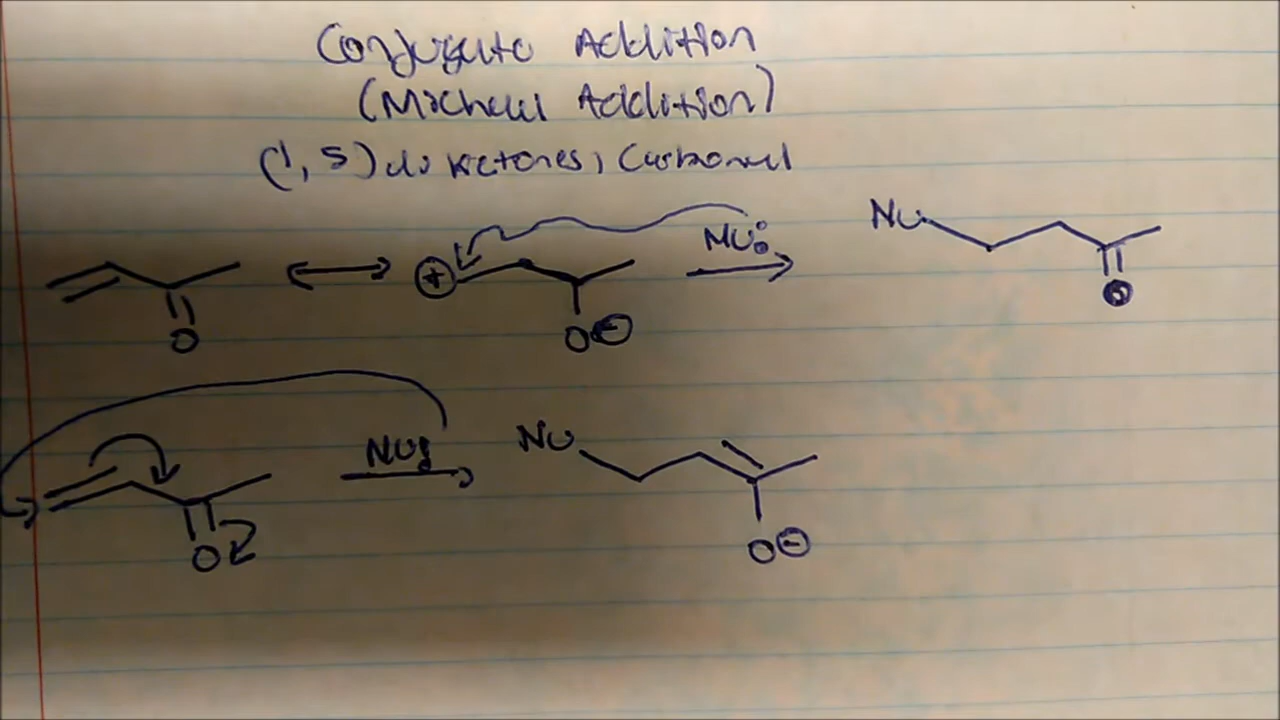 Conjugate Addition
(Michael Addition)
(1,5) di ketones, Carbonyl
Nu:
Nu
O
O⊖
⊕
O
Nu:
Nu
O
O⊖